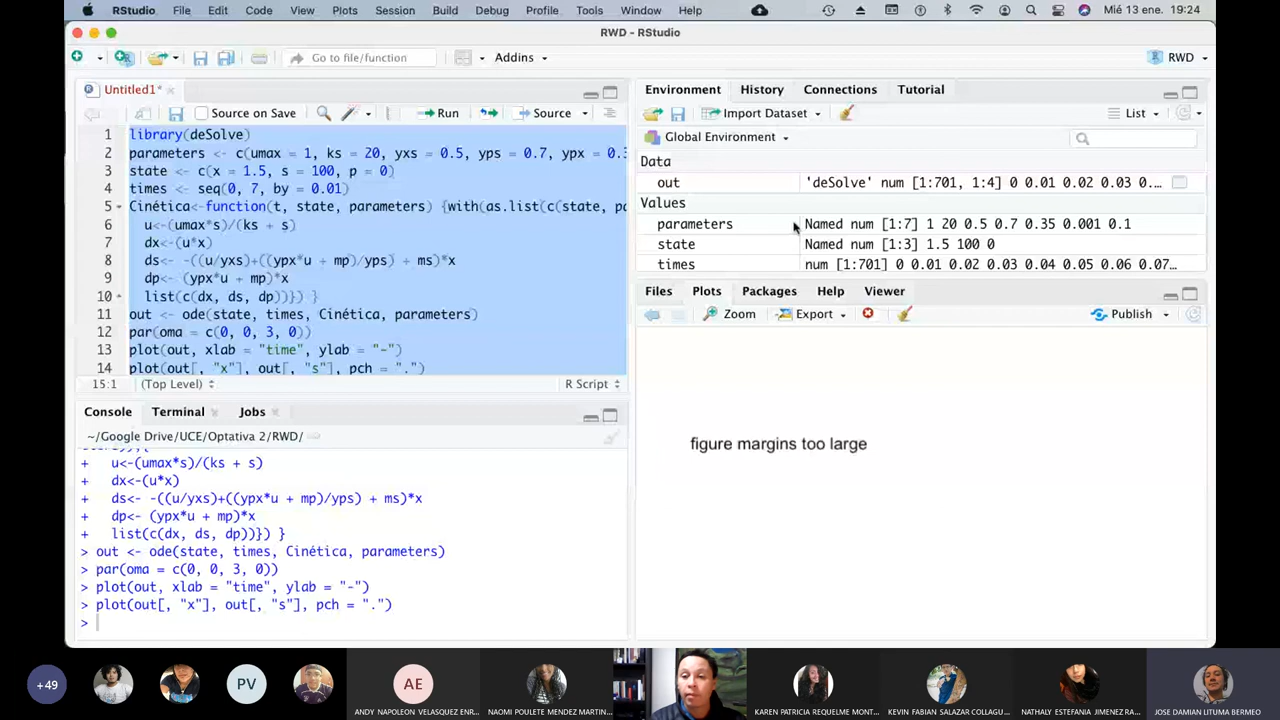 RStudio File Edit Code View Plots Session Build Debug Profile Tools Window Help Mié 13 ene. 19:24
RWD - RStudio
Go to file/function Addins RWD
Untitled1*
Source on Save Run Source
1 library(deSolve)
2 parameters <- c(umax = 1, ks = 20, yxs = 0.5, yps = 0.7, ypx = 0.3
3 state <- c(x = 1.5, s = 100, p = 0)
4 times <- seq(0, 7, by = 0.01)
5 Cinética<-function(t, state, parameters) {with(as.list(c(state, pa
6 u<-(umax*s)/(ks + s)
7 dx<-(u*x)
8 ds<- -((u/yxs)+((ypx*u + mp)/yps) + ms)*x
9 dp<- (ypx*u + mp)*x
10 list(c(dx, ds, dp))}) }
11 out <- ode(state, times, Cinética, parameters)
12 par(oma = c(0, 0, 3, 0))
13 plot(out, xlab = "time", ylab = "-")
14 plot(out[, "x"], out[, "s"], pch = ".")
15:1 (Top Level) R Script
Console Terminal Jobs
~/Google Drive/UCE/Optativa 2/RWD/
+ u<-(umax*s)/(ks + s)
+ dx<-(u*x)
+ ds<- -((u/yxs)+((ypx*u + mp)/yps) + ms)*x
+ dp<- (ypx*u + mp)*x
+ list(c(dx, ds, dp))}) }
> out <- ode(state, times, Cinética, parameters)
> par(oma = c(0, 0, 3, 0))
> plot(out, xlab = "time", ylab = "-")
> plot(out[, "x"], out[, "s"], pch = ".")
>
Environment History Connections Tutorial
Import Dataset List
Global Environment
Data
out 'deSolve' num [1:701, 1:4] 0 0.01 0.02 0.03 0...
Values
parameters Named num [1:7] 1 20 0.5 0.7 0.35 0.001 0.1
state Named num [1:3] 1.5 100 0
times num [1:701] 0 0.01 0.02 0.03 0.04 0.05 0.06 0.07...
Files Plots Packages Help Viewer
Zoom Export Publish
figure margins too large
+49 PV AE
ANDY NAPOLEON VELASQUEZ ENR... NAOMI POULETE MENDEZ MARTIN... KAREN PATRICIA REQUELME MONT... KEVIN FABIAN SALAZAR COLLAGU... NATHALY ESTEFANIA JIMENEZ RA... JOSE DAMIAN LITUMA BERMEO